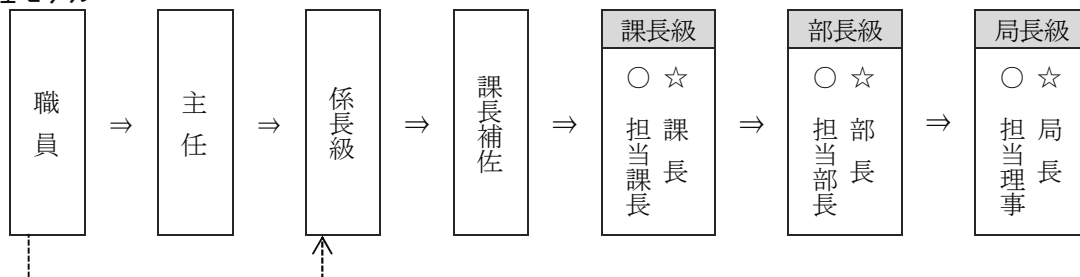 職員
⇒
主任
⇒
係長級
⇒
課長補佐
⇒
課長級
☆課長
○担当課長
⇒
部長級
☆部長
○担当部長
⇒
局長級
☆局長
○担当理事